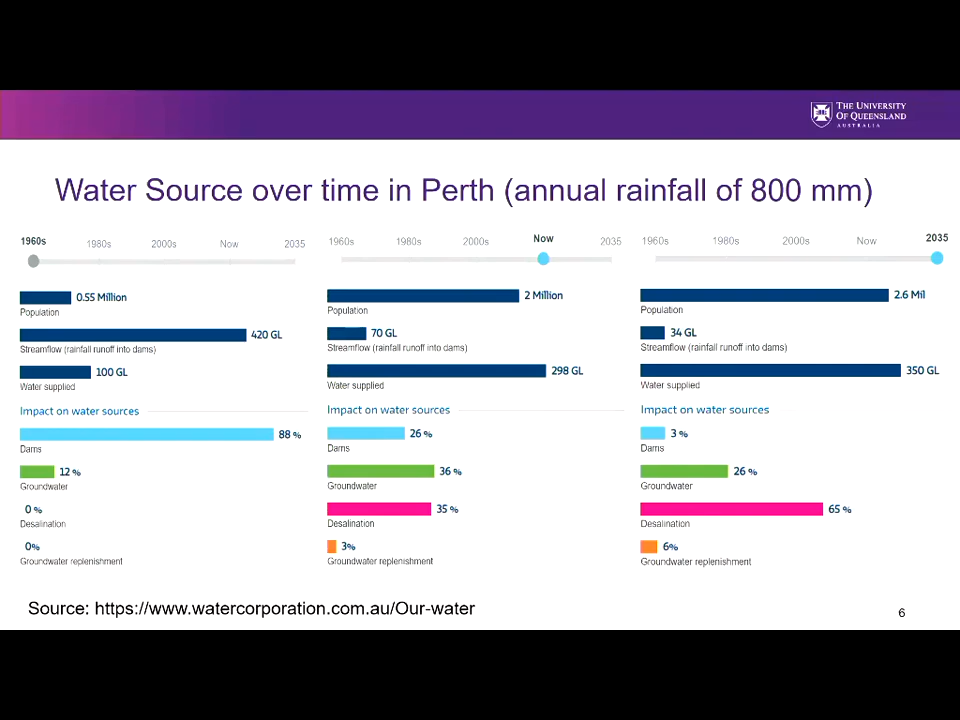 THE UNIVERSITY
OF QUEENSLAND
AUSTRALIA
Water Source over time in Perth (annual rainfall of 800 mm)
1960s 1980s 2000s Now 2035
0.55 Million
Population
420 GL
Streamflow (rainfall runoff into dams)
100 GL
Water supplied
Impact on water sources
88 %
Dams
12 %
Groundwater
0 %
Desalination
0%
Groundwater replenishment
1960s 1980s 2000s Now 2035
2 Million
Population
70 GL
Streamflow (rainfall runoff into dams)
298 GL
Water supplied
Impact on water sources
26 %
Dams
36 %
Groundwater
35 %
Desalination
3%
Groundwater replenishment
1960s 1980s 2000s Now 2035
2.6 Mil
Population
34 GL
Streamflow (rainfall runoff into dams)
350 GL
Water supplied
Impact on water sources
3 %
Dams
26 %
Groundwater
65 %
Desalination
6%
Groundwater replenishment
Source: https://www.watercorporation.com.au/Our-water
6